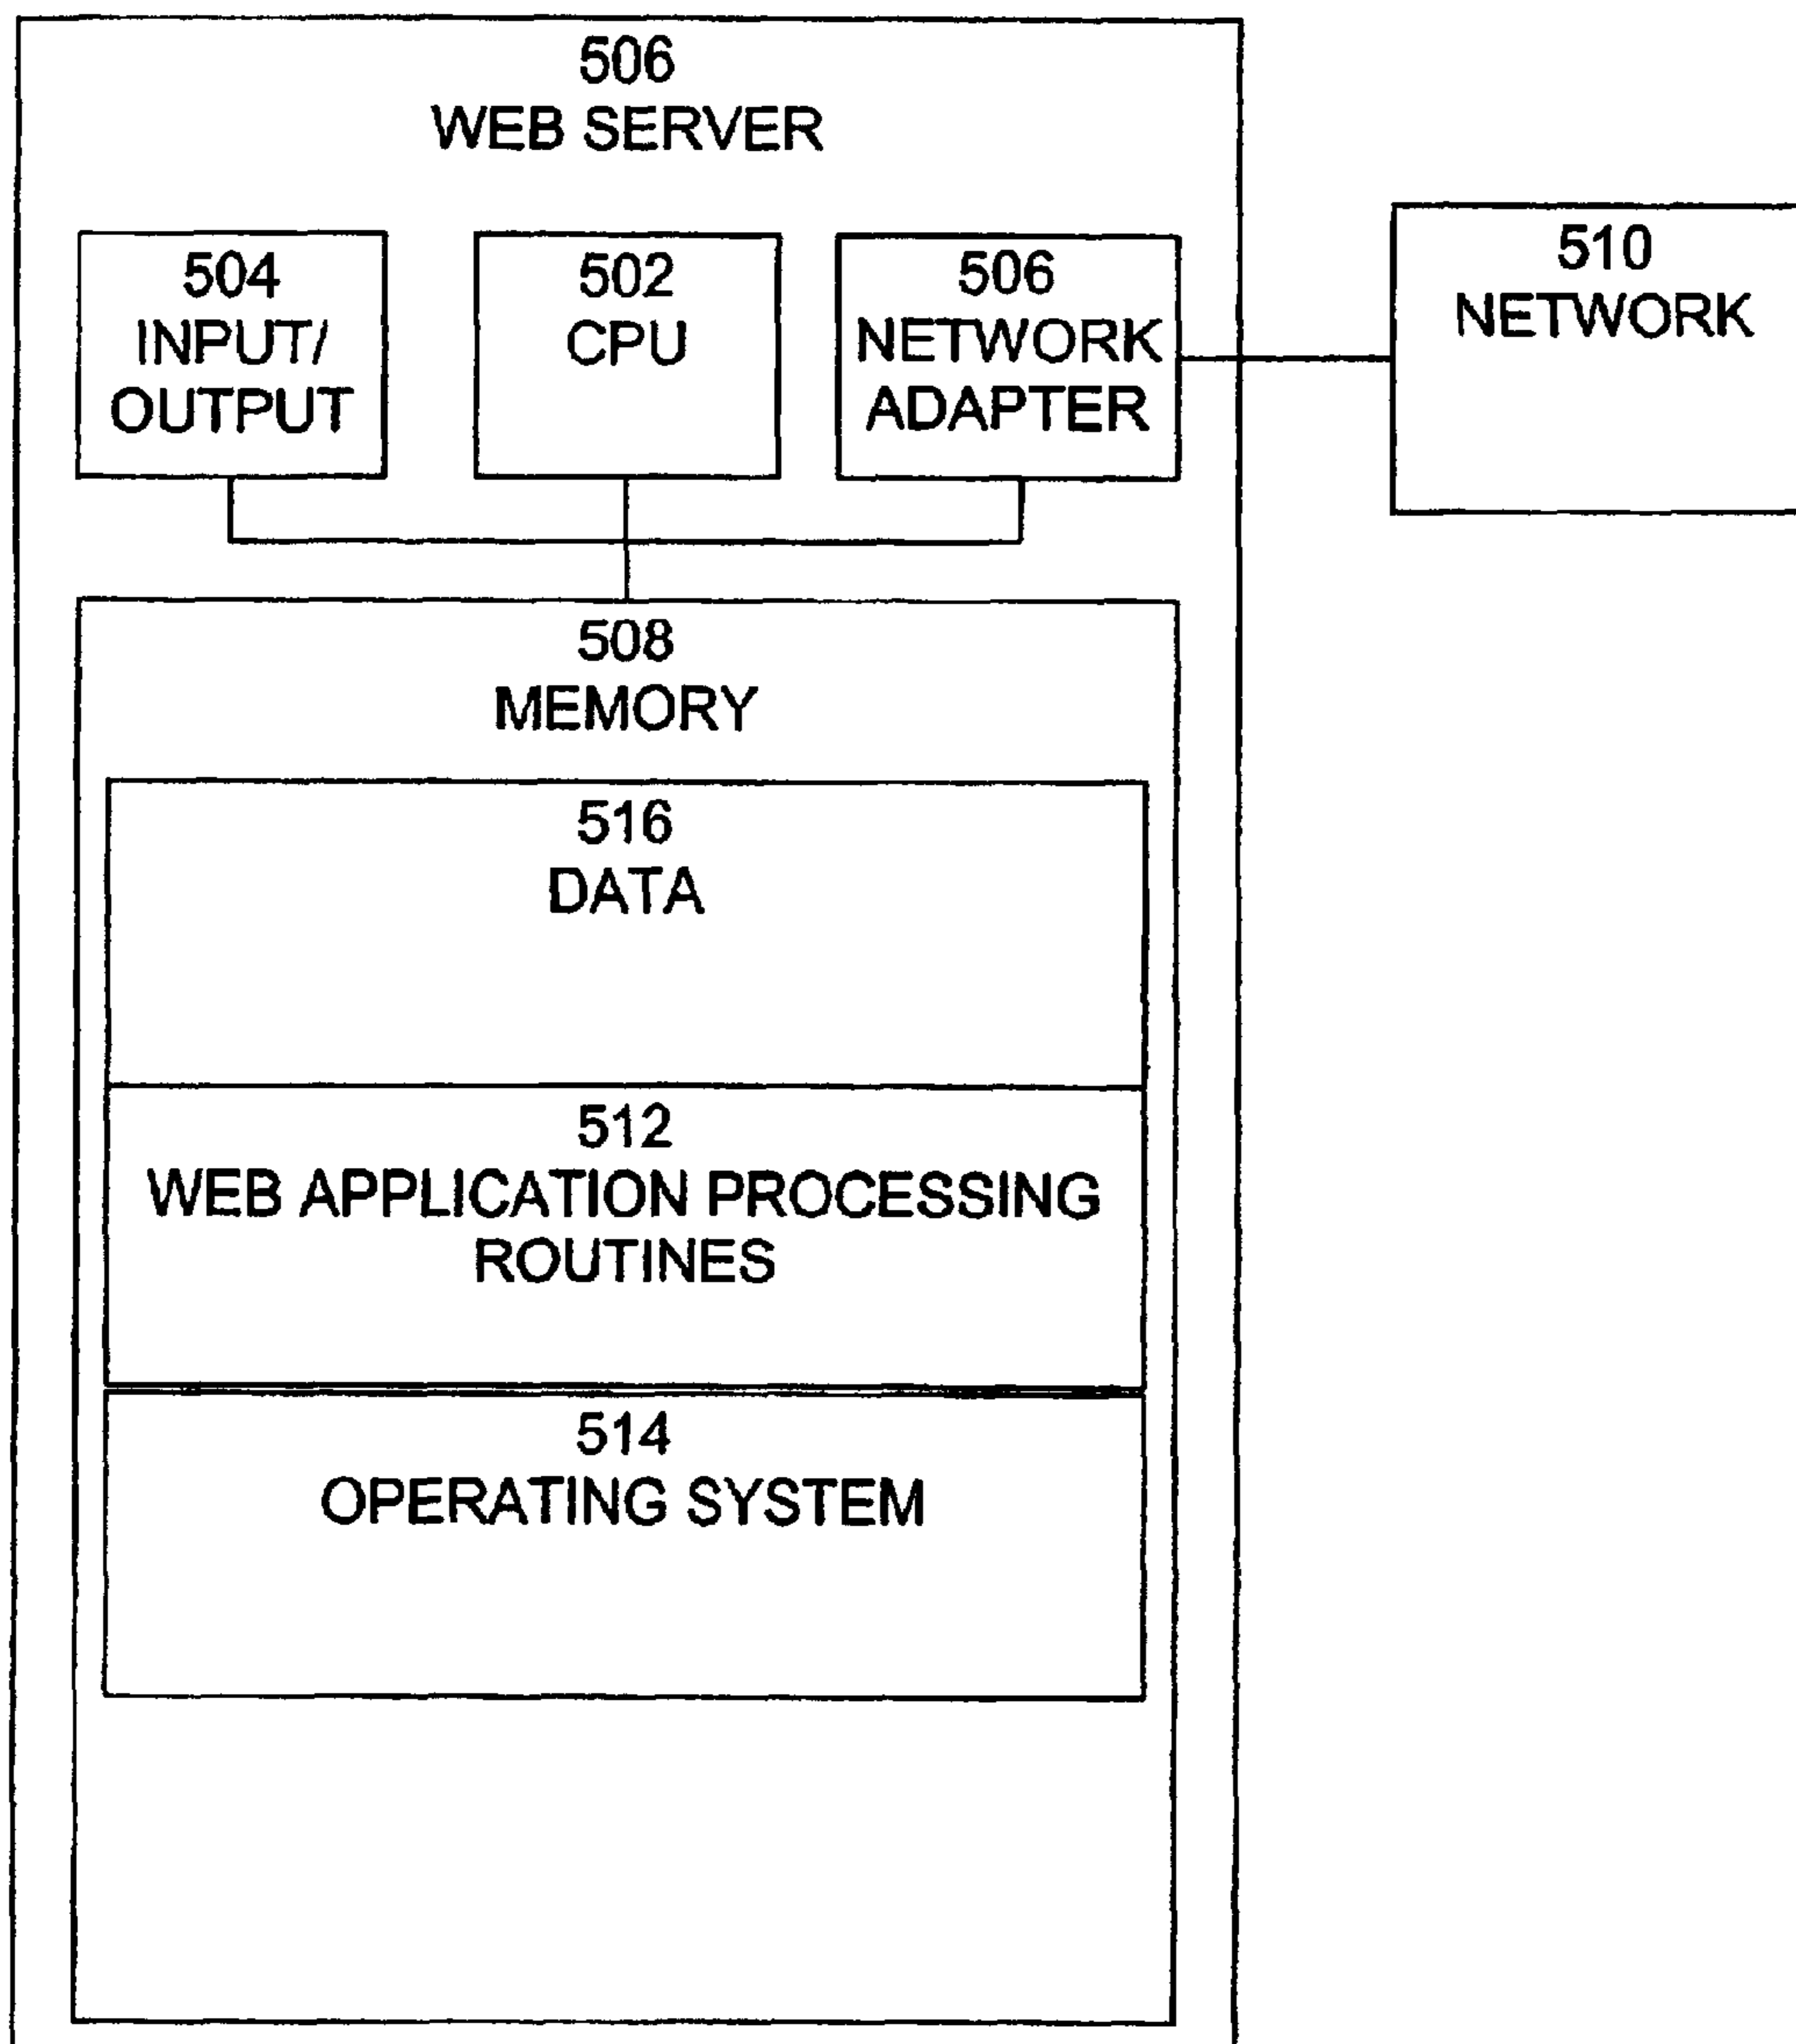 506
WEB SERVER
504
INPUT/
OUTPUT
502
CPU
506
NETWORK
ADAPTER
510
NETWORK
508
MEMORY
516
DATA
512
WEB APPLICATION PROCESSING
ROUTINES
514
OPERATING SYSTEM